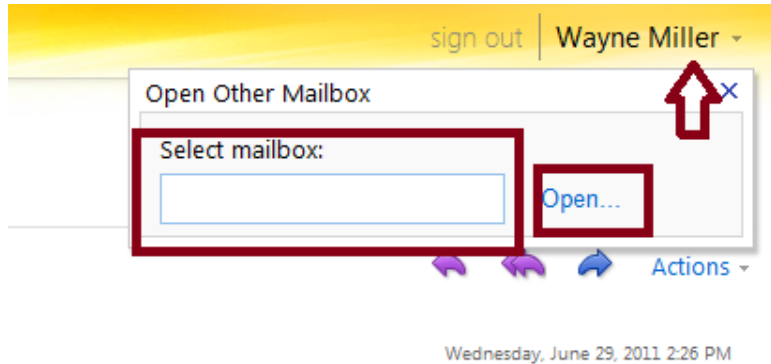 sign out Wayne Miller
Open Other Mailbox
Select mailbox:
Open...
Actions
Wednesday, June 29, 2011 2:26 PM